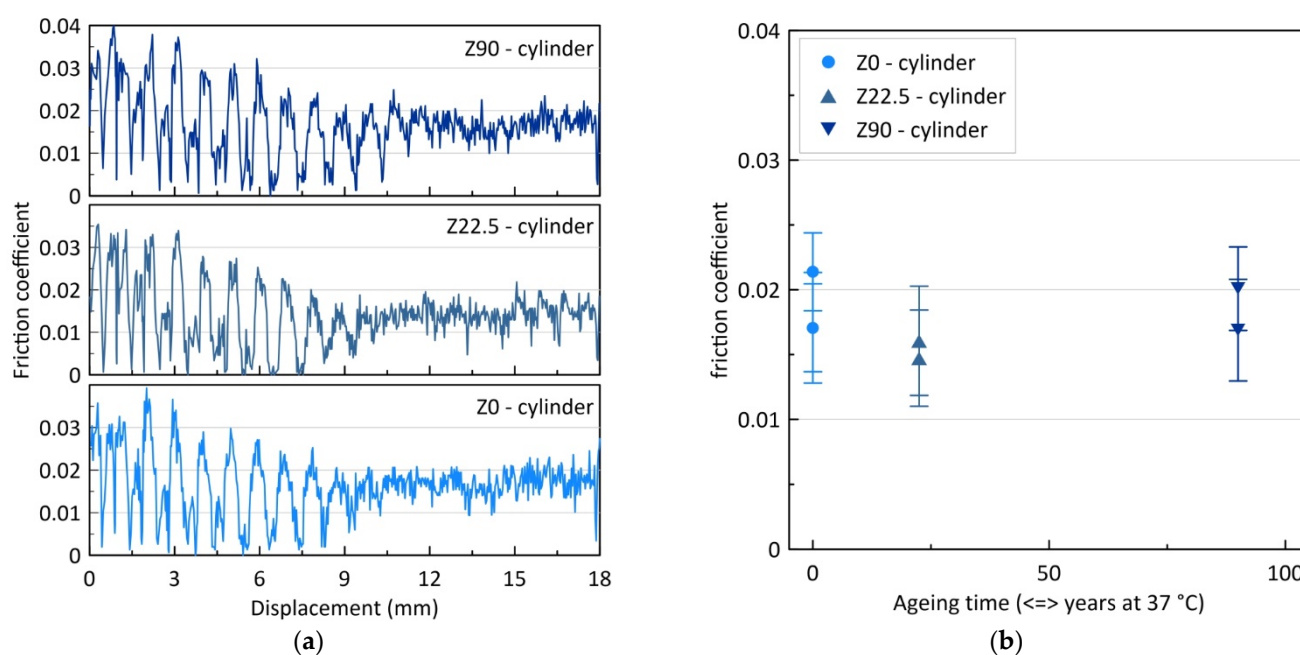 0.04
Z90 - cylinder
0.03
0.02
0.01
0
Z22.5 - cylinder
0.03
0.02
0.01
0
Z0 - cylinder
0.03
0.02
0.01
0
0 3 6 9 12 15 18
Friction coefficient
Displacement (mm)
(a)
Z0 - cylinder
Z22.5 - cylinder
Z90 - cylinder
0.04
0.03
0.02
0.01
0
0 50 100
friction coefficient
Ageing time (<=> years at 37 °C)
(b)